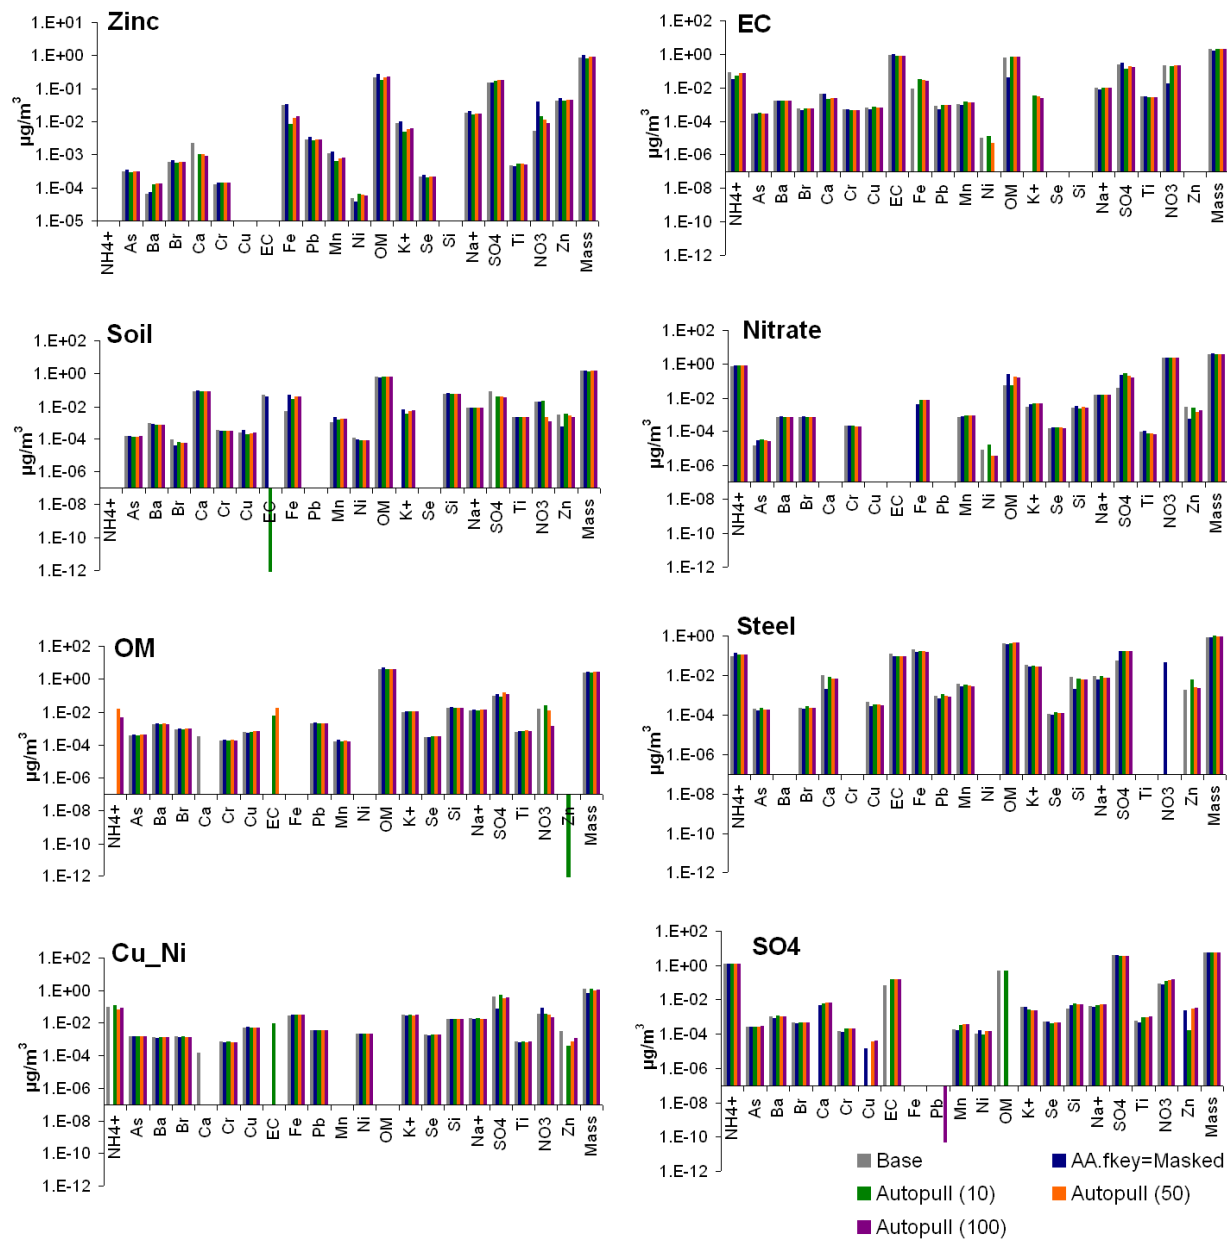 Zinc
1.E+01
1.E+00
1.E-01
1.E-02
1.E-03
1.E-04
1.E-05
µg/m³
NH4+ As Ba Br Ca Cr Cu EC Fe Pb Mn Ni OM K+ Se Si Na+ SO4 Ti NO3 Zn Mass
EC
1.E+02
1.E+00
1.E-02
1.E-04
1.E-06
1.E-08
1.E-10
1.E-12
µg/m³
NH4+ As Ba Br Ca Cr Cu EC Fe Pb Mn Ni OM K+ Se Si Na+ SO4 Ti NO3 Zn Mass
Soil
1.E+02
1.E+00
1.E-02
1.E-04
1.E-06
1.E-08
1.E-10
1.E-12
µg/m³
NH4+ As Ba Br Ca Cr Cu EC Fe Pb Mn Ni OM K+ Se Si Na+ SO4 Ti NO3 Zn Mass
Nitrate
1.E+02
1.E+00
1.E-02
1.E-04
1.E-06
1.E-08
1.E-10
1.E-12
µg/m³
NH4+ As Ba Br Ca Cr Cu EC Fe Pb Mn Ni OM K+ Se Si Na+ SO4 Ti NO3 Zn Mass
OM
1.E+02
1.E+00
1.E-02
1.E-04
1.E-06
1.E-08
1.E-10
1.E-12
µg/m³
NH4+ As Ba Br Ca Cr Cu EC Fe Pb Mn Ni OM K+ Se Si Na+ SO4 Ti NO3 Zn Mass
Steel
1.E+00
1.E-02
1.E-04
1.E-06
1.E-08
1.E-10
1.E-12
µg/m³
NH4+ As Ba Br Ca Cr Cu EC Fe Pb Mn Ni OM K+ Se Si Na+ SO4 Ti NO3 Zn Mass
Cu_Ni
1.E+02
1.E+00
1.E-02
1.E-04
1.E-06
1.E-08
1.E-10
1.E-12
µg/m³
NH4+ As Ba Br Ca Cr Cu EC Fe Pb Mn Ni OM K+ Se Si Na+ SO4 Ti NO3 Zn Mass
SO4
1.E+02
1.E+00
1.E-02
1.E-04
1.E-06
1.E-08
1.E-10
1.E-12
µg/m³
NH4+ As Ba Br Ca Cr Cu EC Fe Pb Mn Ni OM K+ Se Si Na+ SO4 Ti NO3 Zn Mass
Base
AA.fkey=Masked
Autopull (10)
Autopull (50)
Autopull (100)